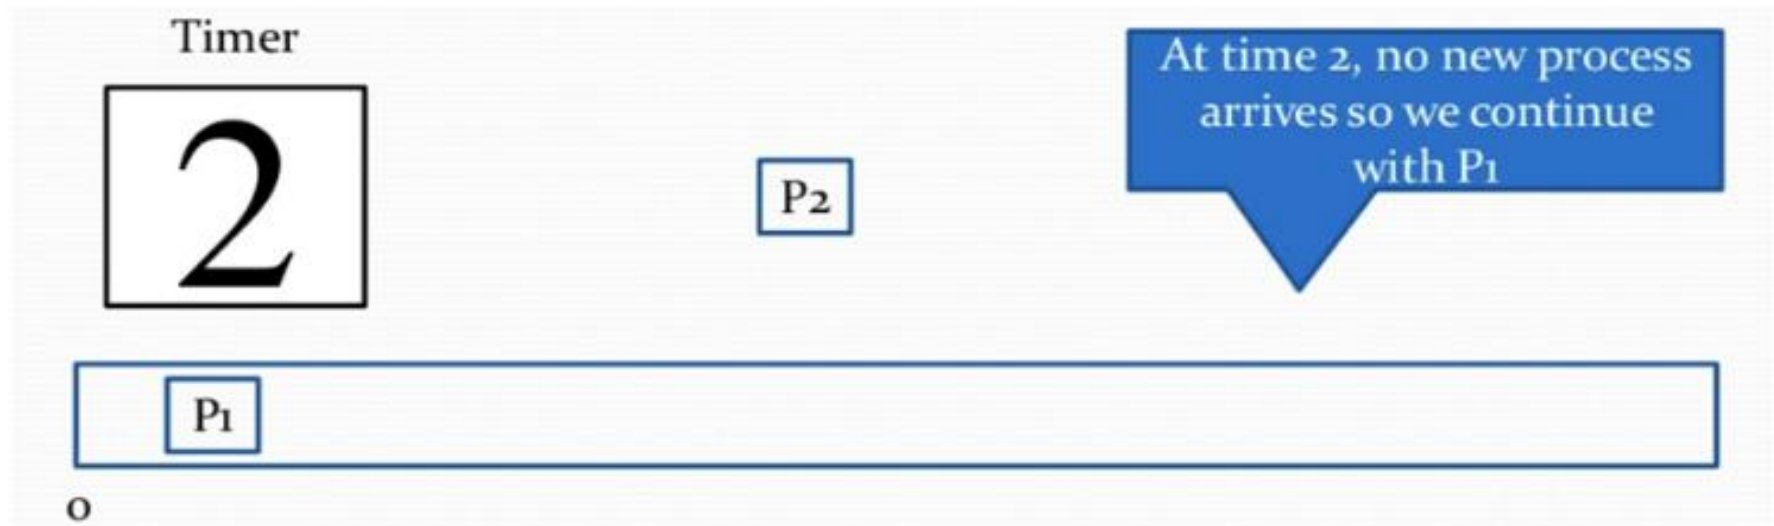 Timer
2
P2
At time 2, no new process
arrives so we continue
with P1
P1
0